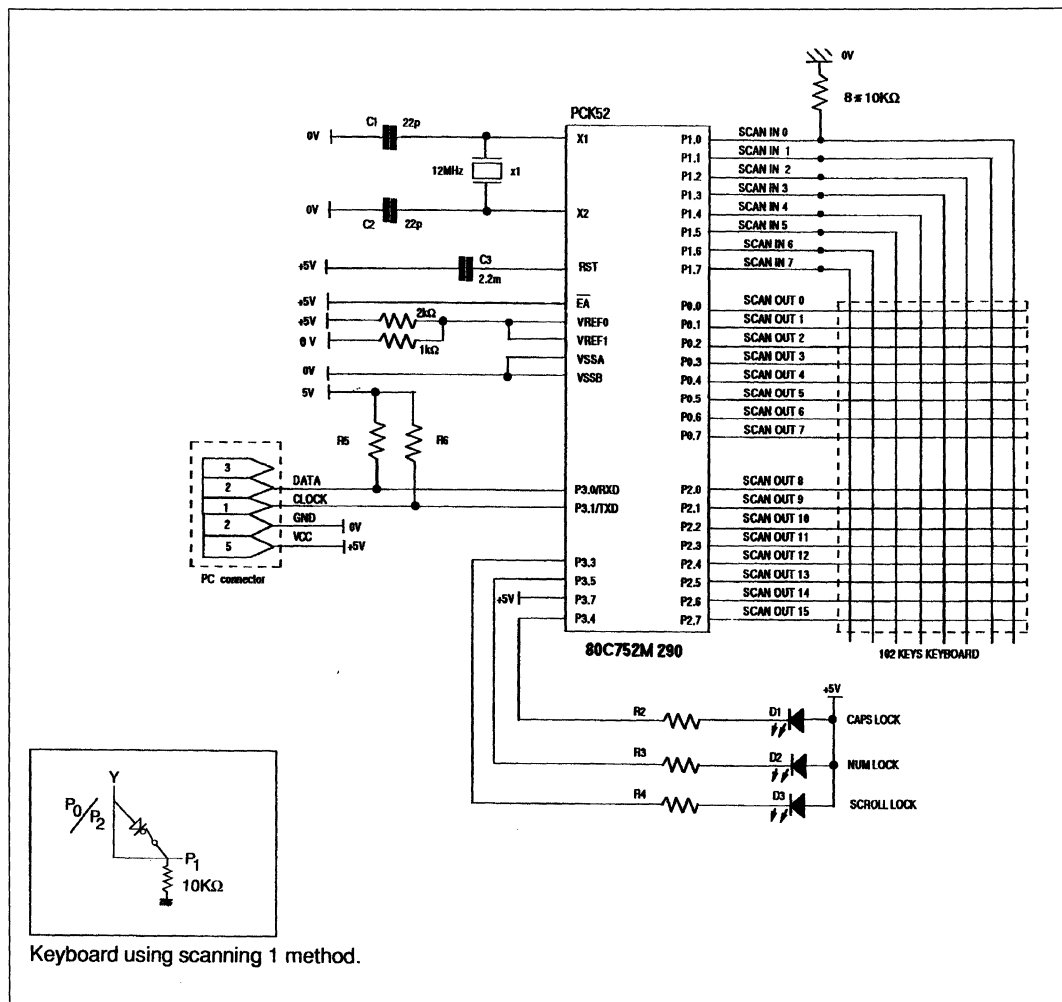 0V
8 * 10KΩ
PCK52
C1
22p
0V
X1
12MHz
x1
0V
C2
22p
X2
+5V
C3
2.2m
RST
+5V
EA
+5V
2kΩ
VREF0
0 V
1kΩ
VREF1
VSSA
0V
VSSB
5V
R5
R6
P1.0
SCAN IN 0
P1.1
SCAN IN 1
P1.2
SCAN IN 2
P1.3
SCAN IN 3
P1.4
SCAN IN 4
P1.5
SCAN IN 5
P1.6
SCAN IN 6
P1.7
SCAN IN 7
P0.0
SCAN OUT 0
P0.1
SCAN OUT 1
P0.2
SCAN OUT 2
P0.3
SCAN OUT 3
P0.4
SCAN OUT 4
P0.5
SCAN OUT 5
P0.6
SCAN OUT 6
P0.7
SCAN OUT 7
3
2
DATA
P3.0/RXD
1
CLOCK
P3.1/TXD
2
GND
0V
5
VCC
+5V
PC connector
P3.3
P3.5
+5V
P3.7
P3.4
P2.0
SCAN OUT 8
P2.1
SCAN OUT 9
P2.2
SCAN OUT 10
P2.3
SCAN OUT 11
P2.4
SCAN OUT 12
P2.5
SCAN OUT 13
P2.6
SCAN OUT 14
P2.7
SCAN OUT 15
80C752M 290
102 KEYS KEYBOARD
+5V
R2
D1
CAPS LOCK
R3
D2
NUM LOCK
R4
D3
SCROLL LOCK
Y
P0/P2
P1
10KΩ
Keyboard using scanning 1 method.